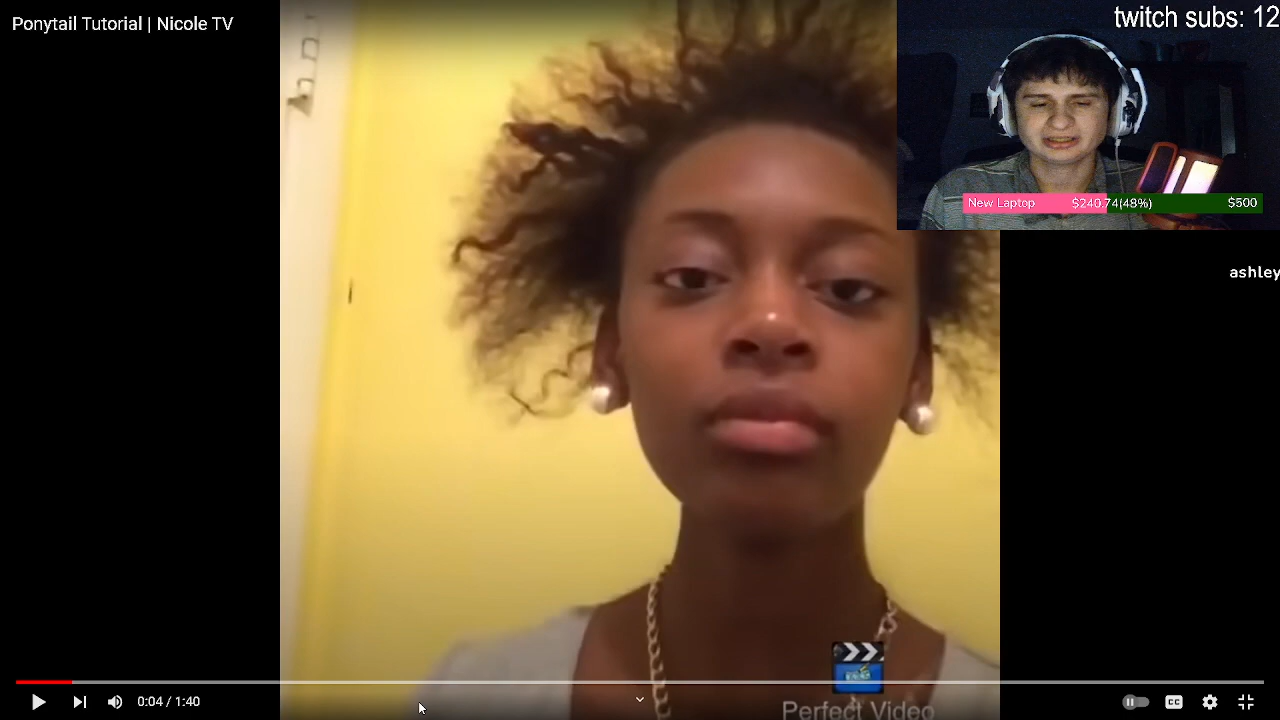 Ponytail Tutorial | Nicole TV
twitch subs: 12
New Laptop $240.74(48%) $500
ashley
Perfect Video
0:04 / 1:40
CC